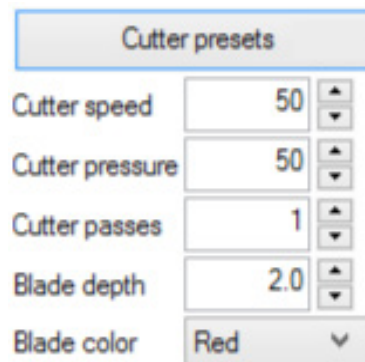 Cutter presets
Cutter speed 50
Cutter pressure 50
Cutter passes 1
Blade depth 2.0
Blade color Red